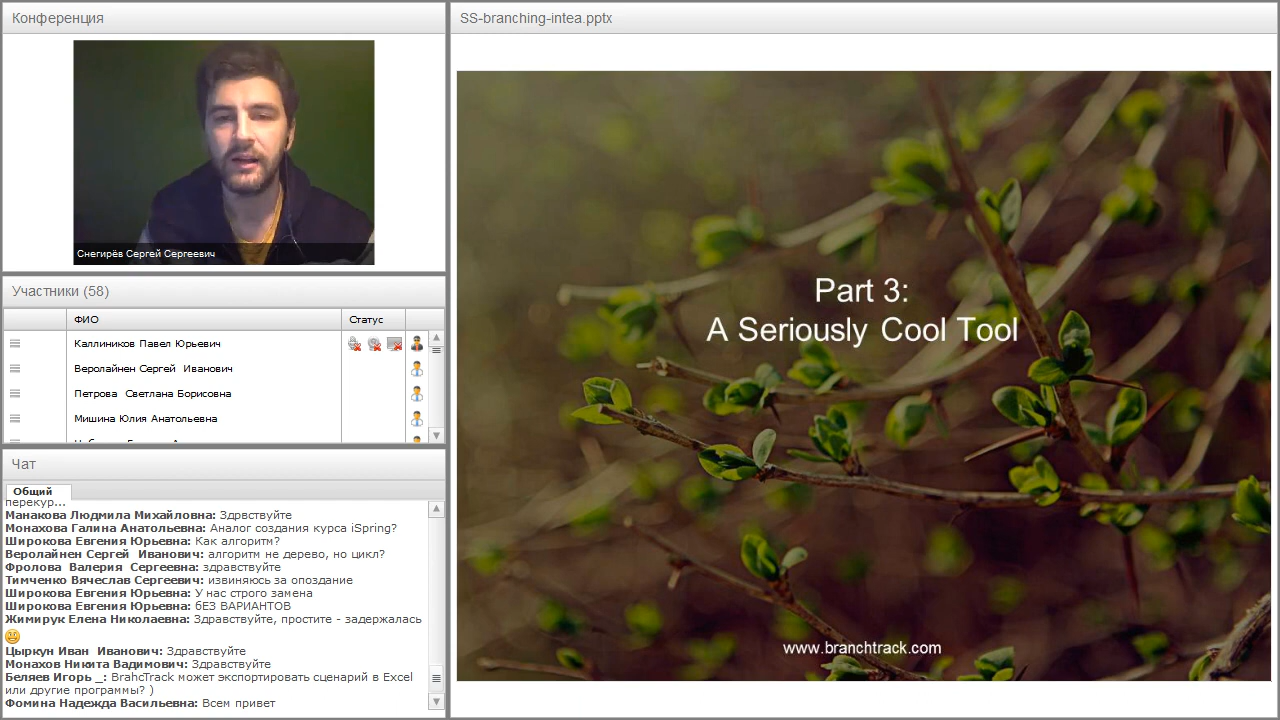 Конференция
Снегирёв Сергей Сергеевич
Участники (58)
ФИО
Статус
Каллиников Павел Юрьевич
Веролайнен Сергей Иванович
Петрова Светлана Борисовна
Мишина Юлия Анатольевна
Чат
Общий
перекур...
Манакова Людмила Михайловна: Здрвствуйте
Монахова Галина Анатольевна: Аналог создания курса iSpring?
Широкова Евгения Юрьевна: Как алгоритм?
Веролайнен Сергей Иванович: алгоритм не дерево, но цикл?
Фролова Валерия Сергеевна: здравствуйте
Тимченко Вячеслав Сергеевич: извиняюсь за опоздание
Широкова Евгения Юрьевна: У нас строго замена
Широкова Евгения Юрьевна: бЕЗ ВАРИАНТОВ
Жимирук Елена Николаевна: Здравствуйте, простите - задержалась
Цыркун Иван Иванович: Здравствуйте
Монахов Никита Вадимович: Здравствуйте
Беляев Игорь _: BrahcTrack может экспортировать сценарий в Excel
или другие программы? )
Фомина Надежда Васильевна: Всем привет
SS-branching-intea.pptx
Part 3:
A Seriously Cool Tool
www.branchtrack.com